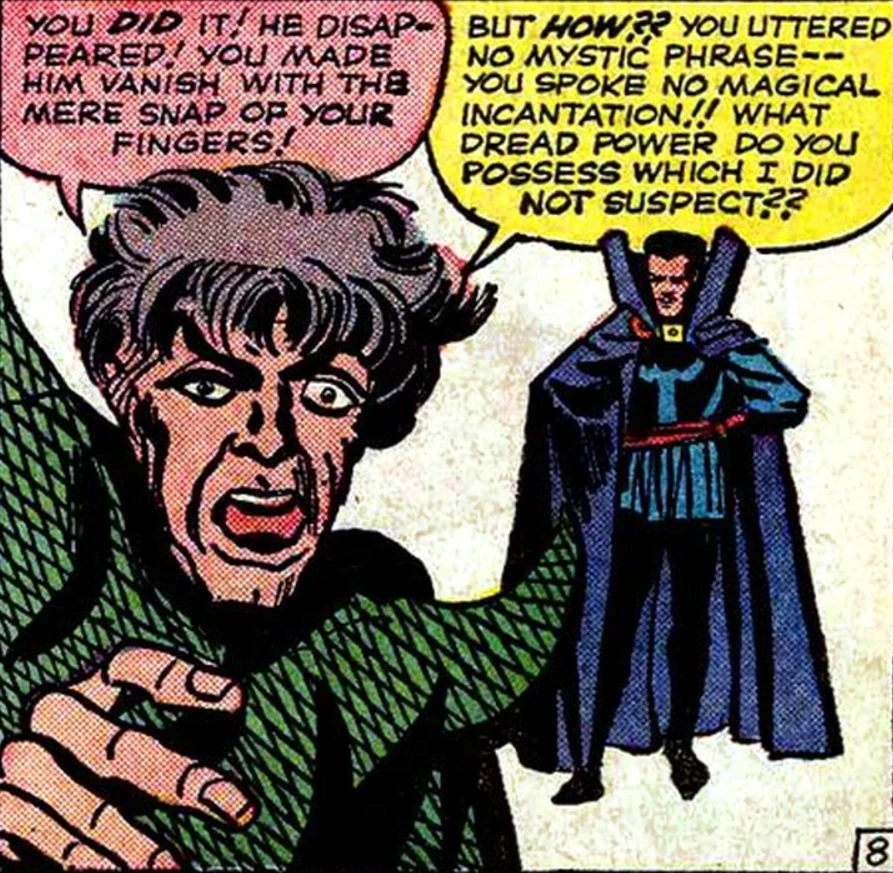 YOU DID IT! HE DISAP-
PEARED! YOU MADE
HIM VANISH WITH THE
MERE SNAP OF YOUR
FINGERS!
BUT HOW?? YOU UTTERED
NO MYSTIC PHRASE--
YOU SPOKE NO MAGICAL
INCANTATION!! WHAT
DREAD POWER DO YOU
POSSESS WHICH I DID
NOT SUSPECT??
8